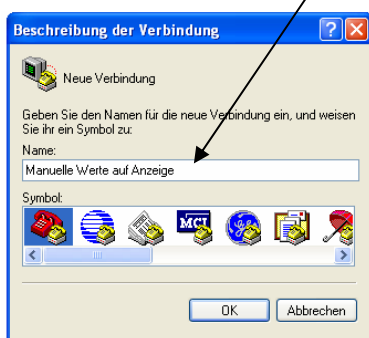 Beschreibung der Verbindung
Neue Verbindung
Geben Sie den Namen für die neue Verbindung ein, und weisen
Sie ihr ein Symbol zu:
Name:
Manuelle Werte auf Anzeige
Symbol:
MCI
OK Abbrechen